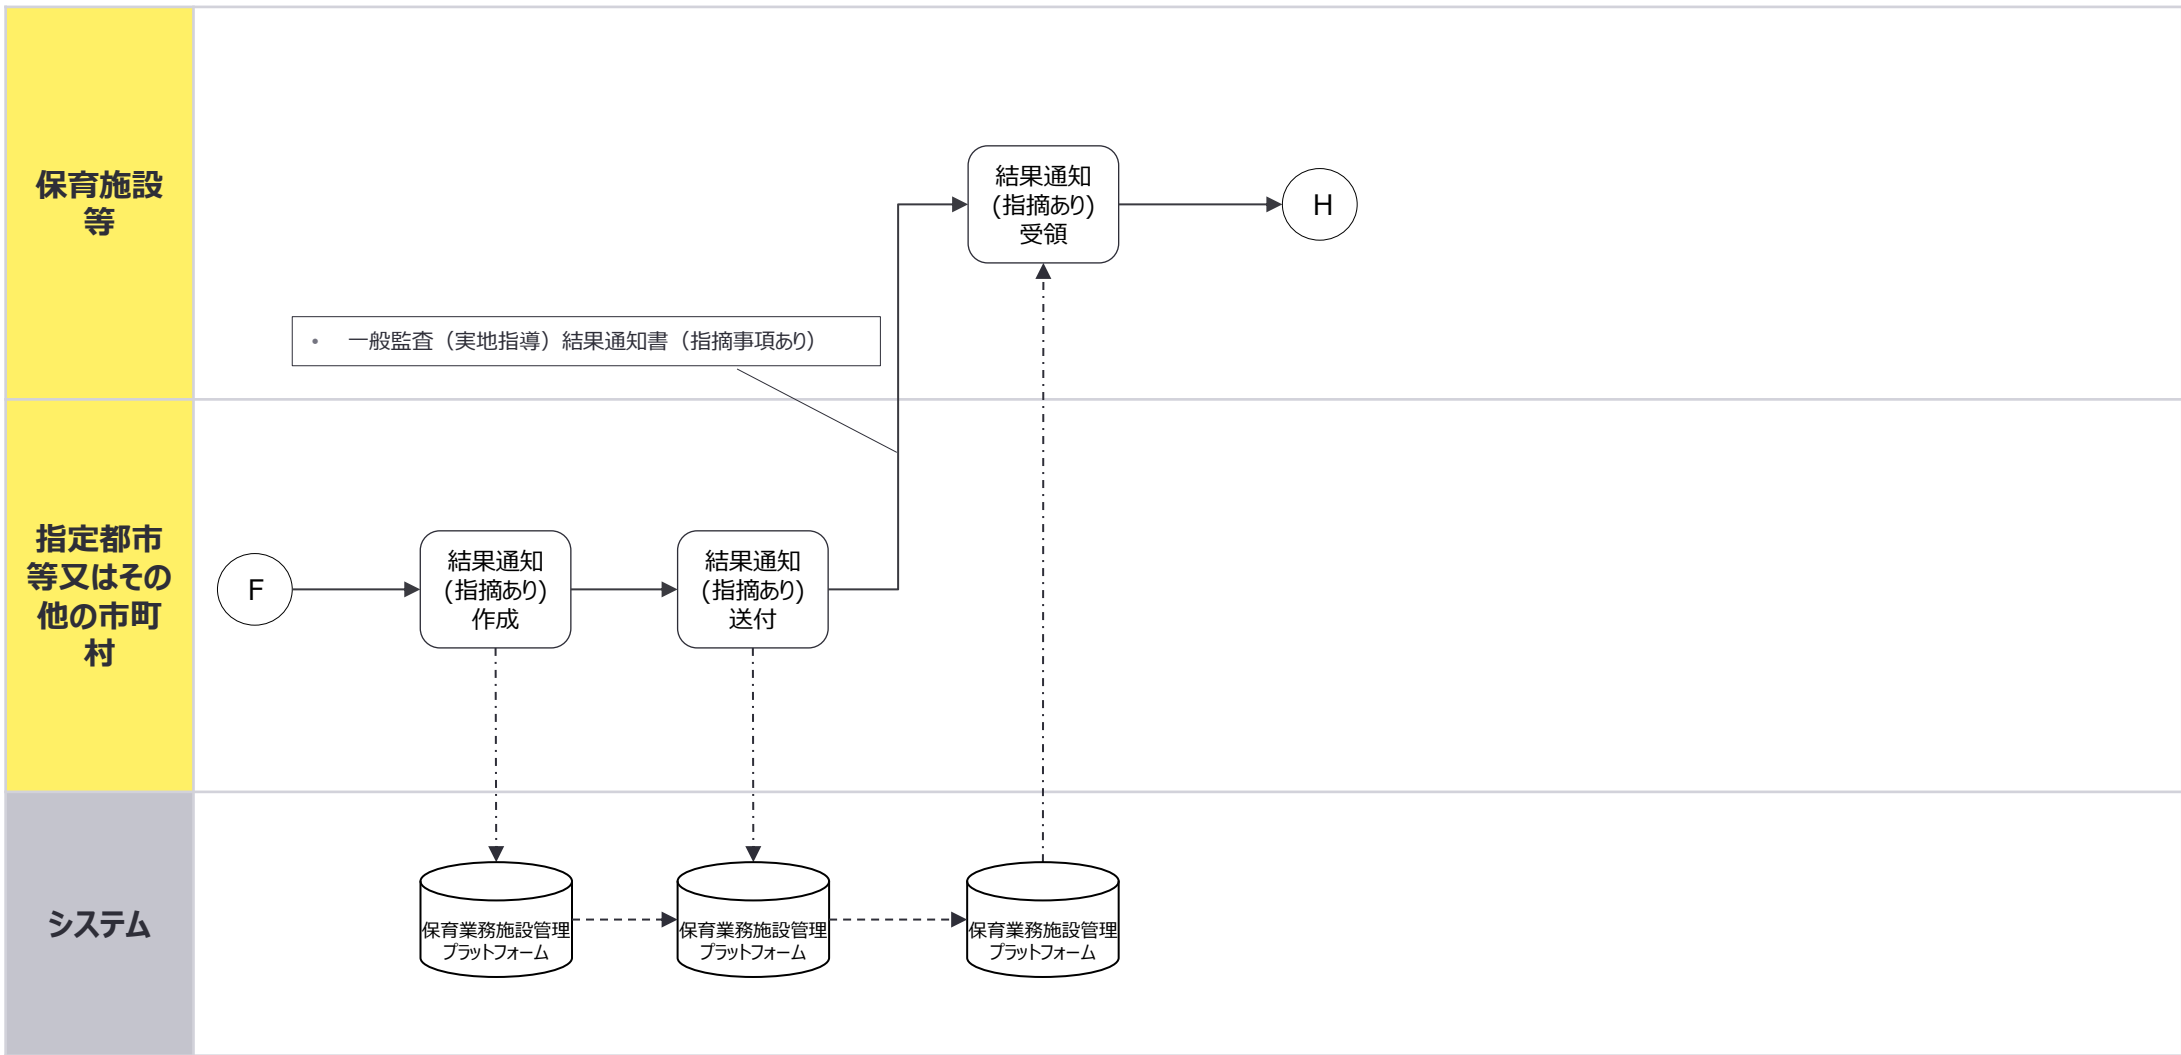 保育施設
等
結果通知
(指摘あり)
受領
H
• 一般監査（実地指導）結果通知書（指摘事項あり）
指定都市
等又はその
他の市町
村
F
結果通知
(指摘あり)
作成
結果通知
(指摘あり)
送付
システム
保育業務施設管理
プラットフォーム
保育業務施設管理
プラットフォーム
保育業務施設管理
プラットフォーム